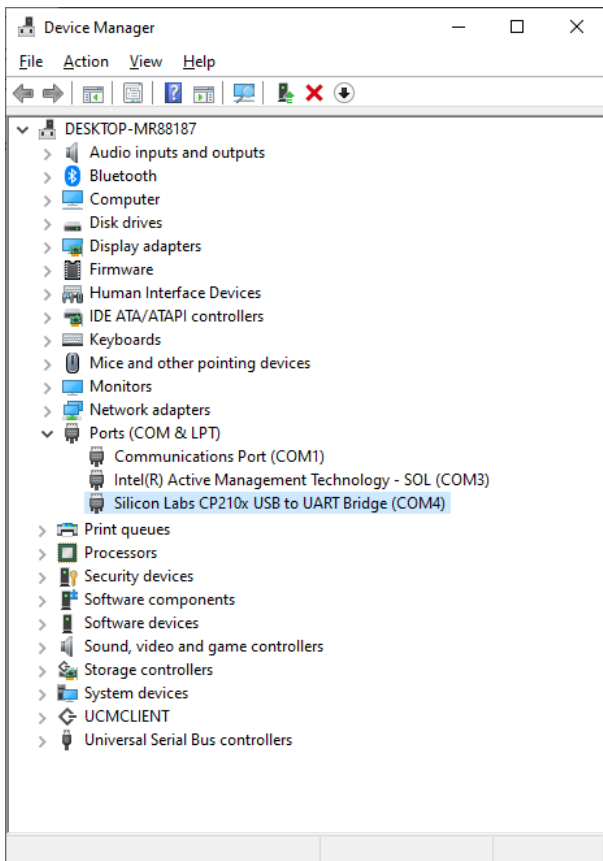 Device Manager
File Action View Help
DESKTOP-MR88187
Audio inputs and outputs
Bluetooth
Computer
Disk drives
Display adapters
Firmware
Human Interface Devices
IDE ATA/ATAPI controllers
Keyboards
Mice and other pointing devices
Monitors
Network adapters
Ports (COM & LPT)
Communications Port (COM1)
Intel(R) Active Management Technology - SOL (COM3)
Silicon Labs CP210x USB to UART Bridge (COM4)
Print queues
Processors
Security devices
Software components
Software devices
Sound, video and game controllers
Storage controllers
System devices
UCMCLIENT
Universal Serial Bus controllers